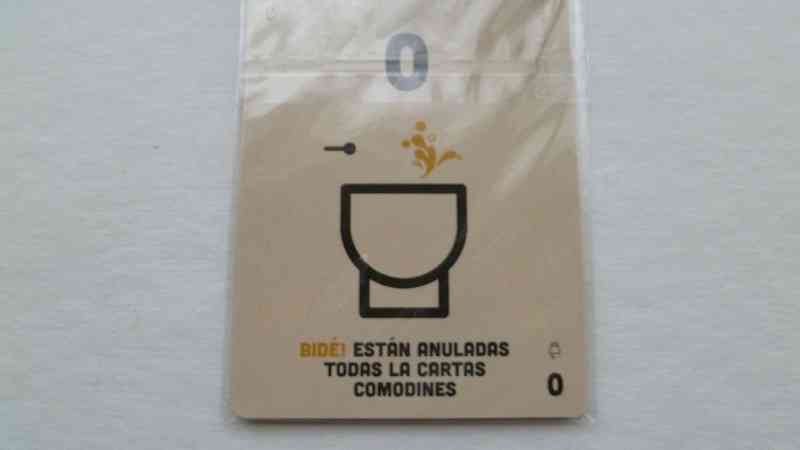 0
BIDÉ! ESTÁN ANULADAS
TODAS LA CARTAS
COMODINES
0